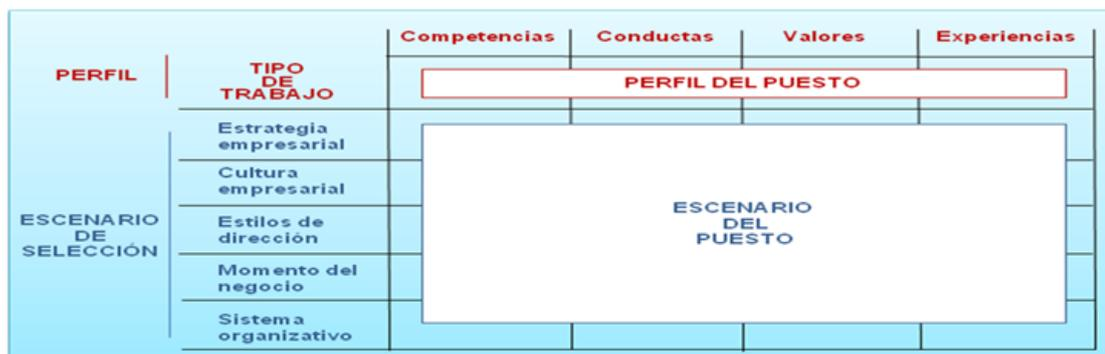 Competencias Conductas Valores Experiencias
PERFIL
TIPO
DE
TRABAJO
PERFIL DEL PUESTO
ESCENARIO
DE
SELECCIÓN
Estrategia
empresarial
Cultura
empresarial
Estilos de
dirección
Momento del
negocio
Sistema
organizativo
ESCENARIO
DEL
PUESTO